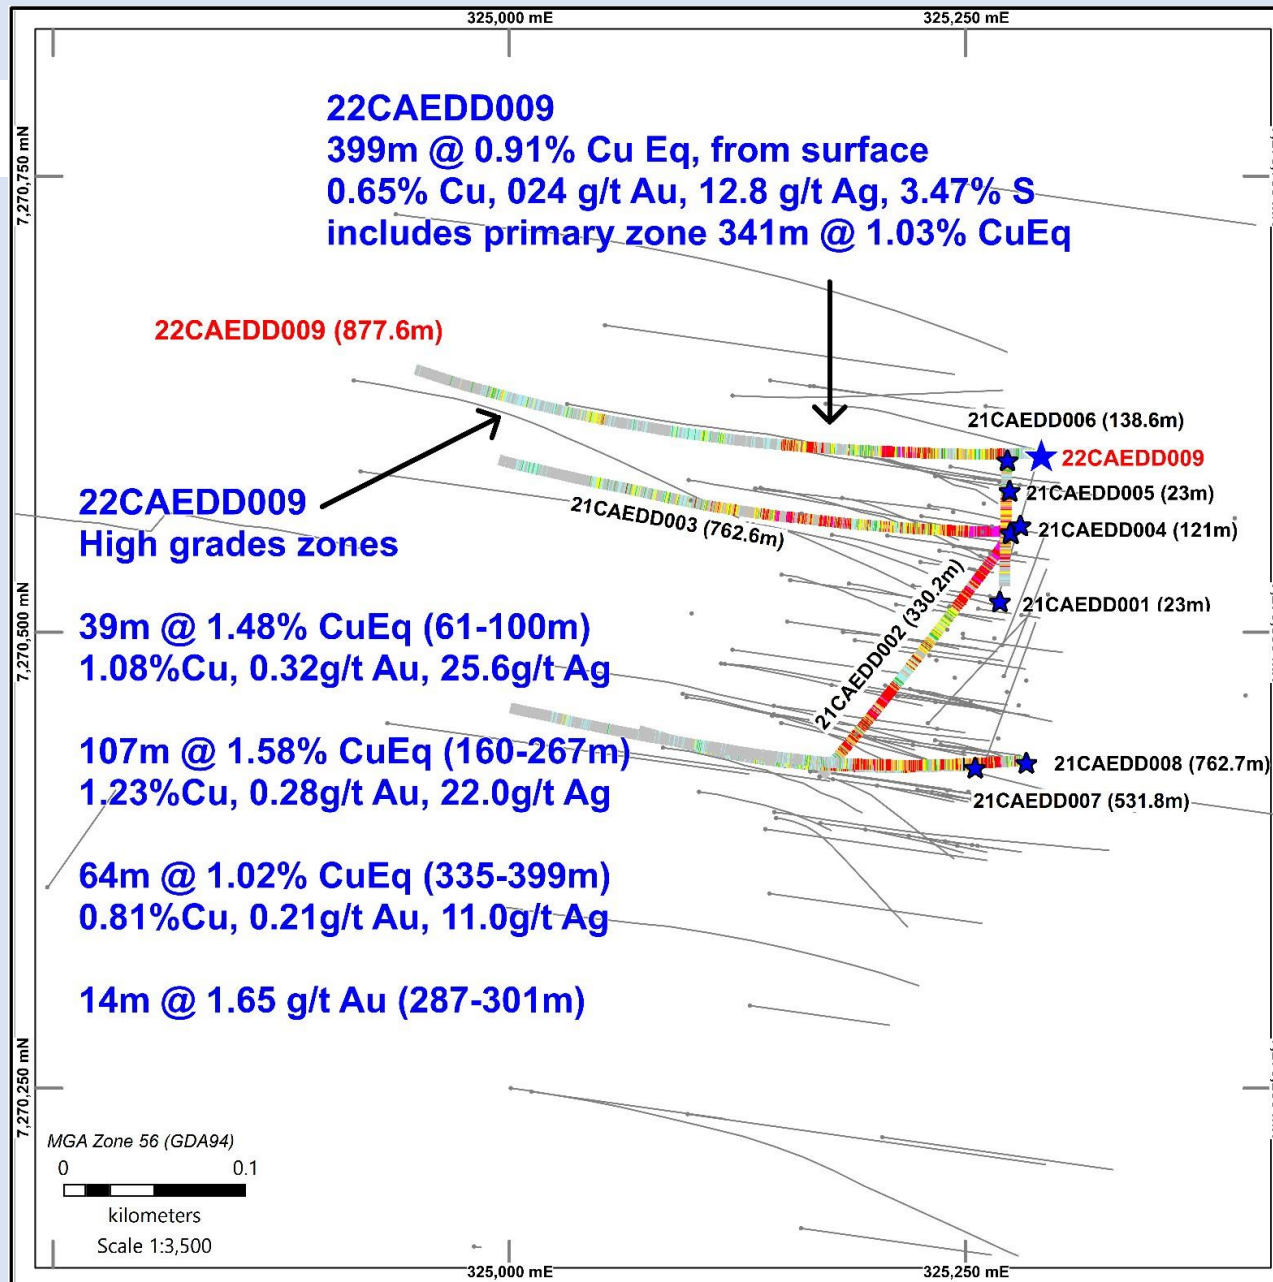 325,000 mE
325,250 mE
7,270,750 mN
22CAEDD009
399m @ 0.91% Cu Eq, from surface
0.65% Cu, 024 g/t Au, 12.8 g/t Ag, 3.47% S
includes primary zone 341m @ 1.03% CuEq
22CAEDD009 (877.6m)
21CAEDD006 (138.6m)
22CAEDD009
21CAEDD005 (23m)
21CAEDD003 (762.6m)
21CAEDD004 (121m)
22CAEDD009
High grades zones
21CAEDD001 (23m)
21CAEDD002 (330.2m)
7,270,500 mN
39m @ 1.48% CuEq (61-100m)
1.08%Cu, 0.32g/t Au, 25.6g/t Ag
107m @ 1.58% CuEq (160-267m)
1.23%Cu, 0.28g/t Au, 22.0g/t Ag
21CAEDD008 (762.7m)
21CAEDD007 (531.8m)
64m @ 1.02% CuEq (335-399m)
0.81%Cu, 0.21g/t Au, 11.0g/t Ag
14m @ 1.65 g/t Au (287-301m)
7,270,250 mN
MGA Zone 56 (GDA94)
0 0.1
kilometers
Scale 1:3,500
325,000 mE
325,250 mE